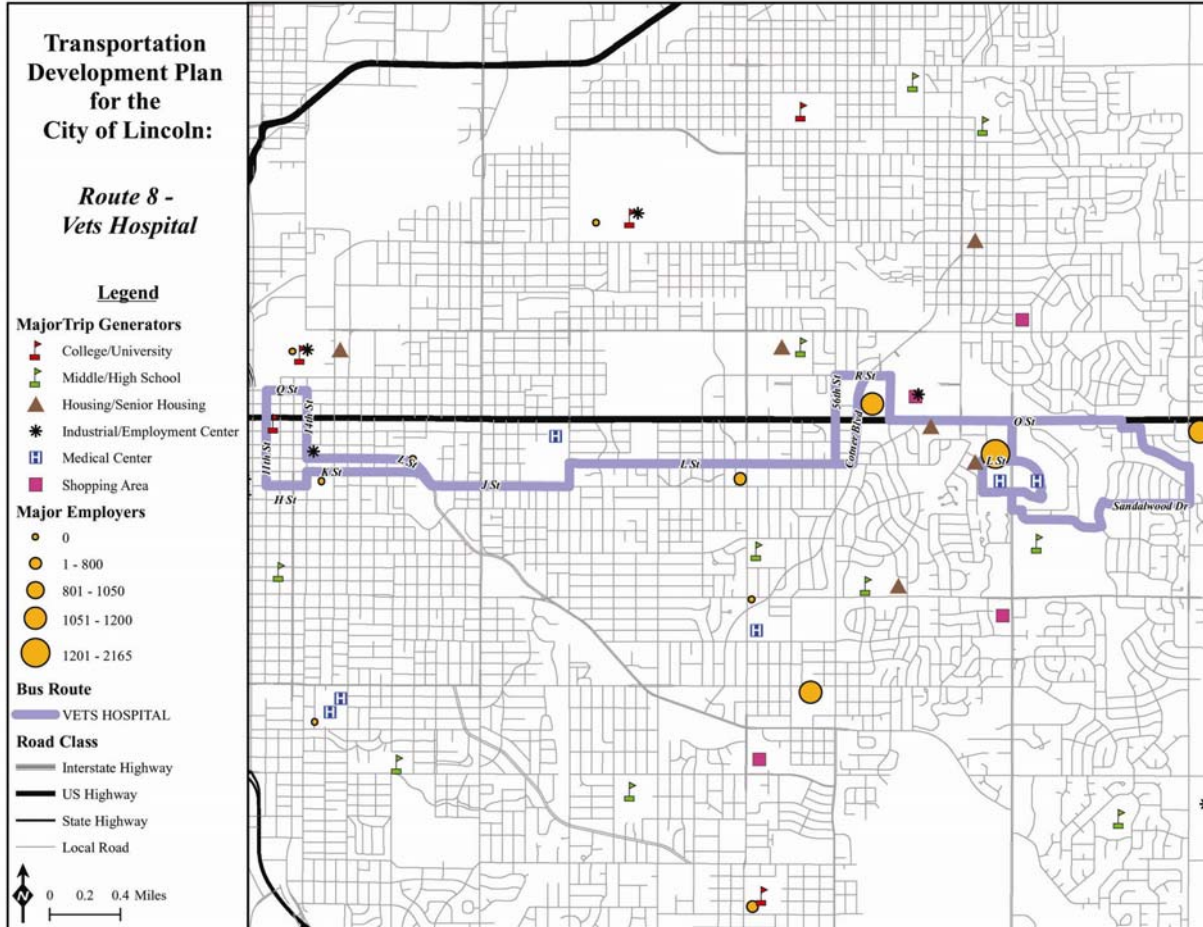 Transportation
Development Plan
for the
City of Lincoln:
Route 8 -
Vets Hospital
Legend
MajorTrip Generators
College/University
Middle/High School
Housing/Senior Housing
Industrial/Employment Center
H Medical Center
Shopping Area
Major Employers
0
1 - 800
801 - 1050
1051 - 1200
1201 - 2165
Bus Route
VETS HOSPITAL
Road Class
Interstate Highway
US Highway
State Highway
Local Road
N
0 0.2 0.4 Miles
Q St
14th St
11th St
K St
H St
L St
J St
L St
56th St
R St
Cotner Blvd
O St
L St
Sandalwood Dr
H
H
H
H
H
H